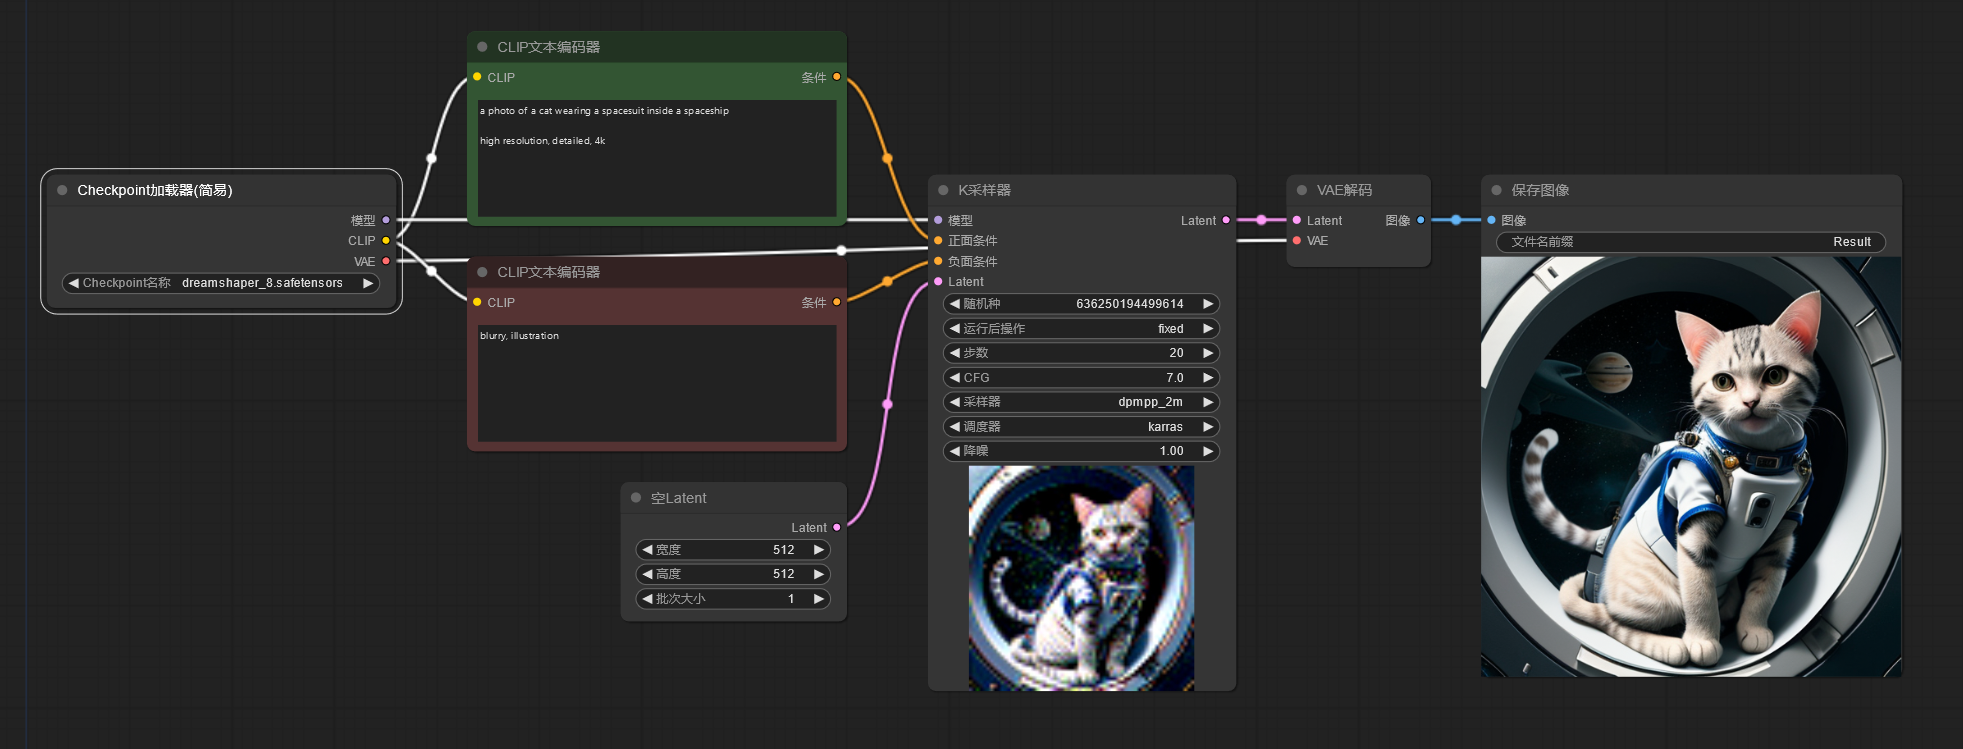 Checkpoint加载器(简易)
模型
CLIP
VAE
Checkpoint名称 dreamshaper_8.safetensors
CLIP文本编码器
CLIP 条件
a photo of a cat wearing a spacesuit inside a spaceship
high resolution, detailed, 4k
CLIP文本编码器
CLIP 条件
blurry, illustration
空Latent
Latent
宽度 512
高度 512
批次大小 1
K采样器
模型 Latent
正面条件
负面条件
Latent
随机种 636250194499614
运行后操作 fixed
步数 20
CFG 7.0
采样器 dpmpp_2m
调度器 karras
降噪 1.00
VAE解码
Latent 图像
VAE
保存图像
图像
文件名前缀 Result